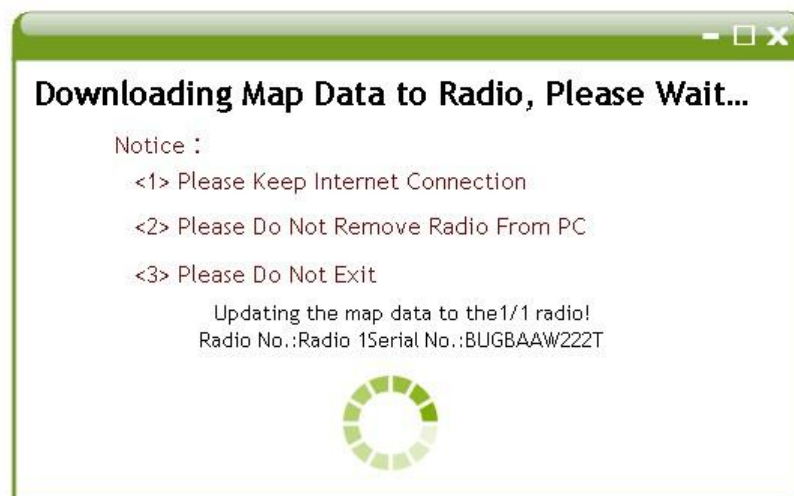 Downloading Map Data to Radio, Please Wait...
Notice：
<1> Please Keep Internet Connection
<2> Please Do Not Remove Radio From PC
<3> Please Do Not Exit
Updating the map data to the1/1 radio!
Radio No.:Radio 1Serial No.:BUGBAAW222T